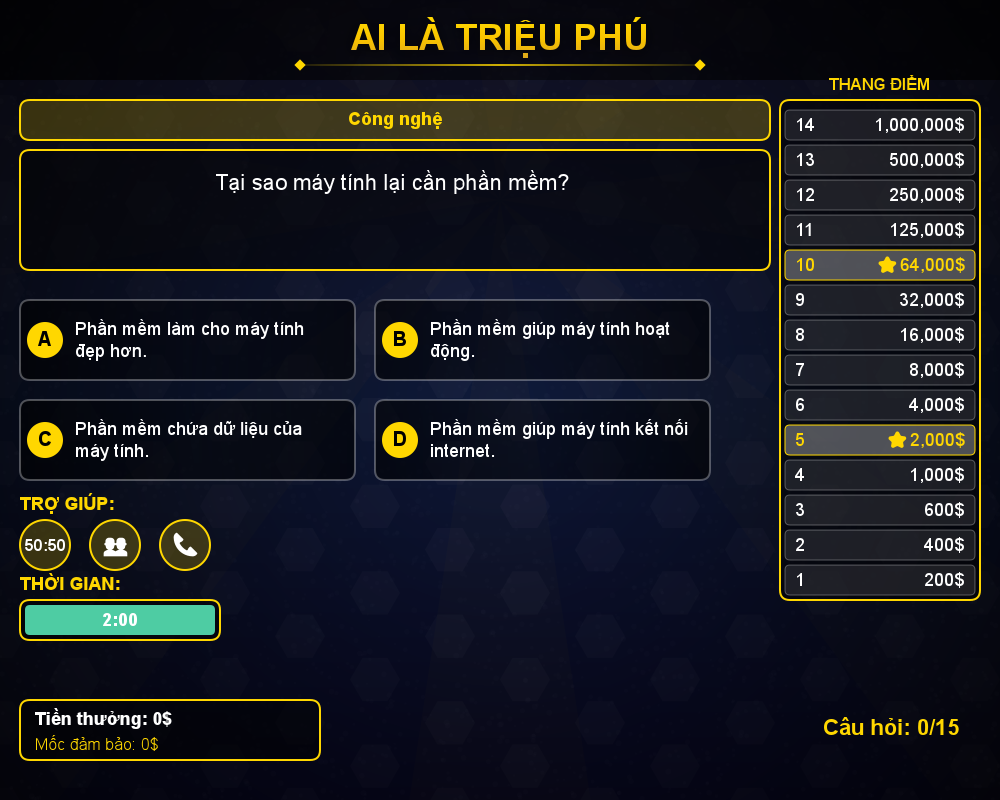 AI LÀ TRIỆU PHÚ
Công nghệ
Tại sao máy tính lại cần phần mềm?
A Phần mềm làm cho máy tính
đẹp hơn.
B Phần mềm giúp máy tính hoạt
động.
C Phần mềm chứa dữ liệu của
máy tính.
D Phần mềm giúp máy tính kết nối
internet.
TRỢ GIÚP:
50:50
THỜI GIAN:
2:00
Tiền thưởng: 0$
Mốc đảm bảo: 0$
THANG ĐIỂM
14 1,000,000$
13 500,000$
12 250,000$
11 125,000$
10 64,000$
9 32,000$
8 16,000$
7 8,000$
6 4,000$
5 2,000$
4 1,000$
3 600$
2 400$
1 200$
Câu hỏi: 0/15